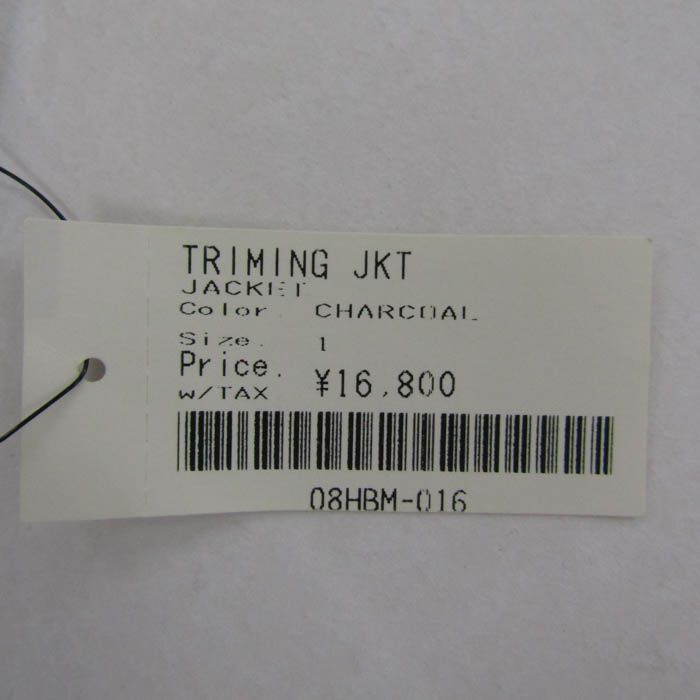 TRIMING JKT
JACKET
Color. CHARCOAL
Size. 1
Price.
w/TAX ¥16,800
08HBM-016